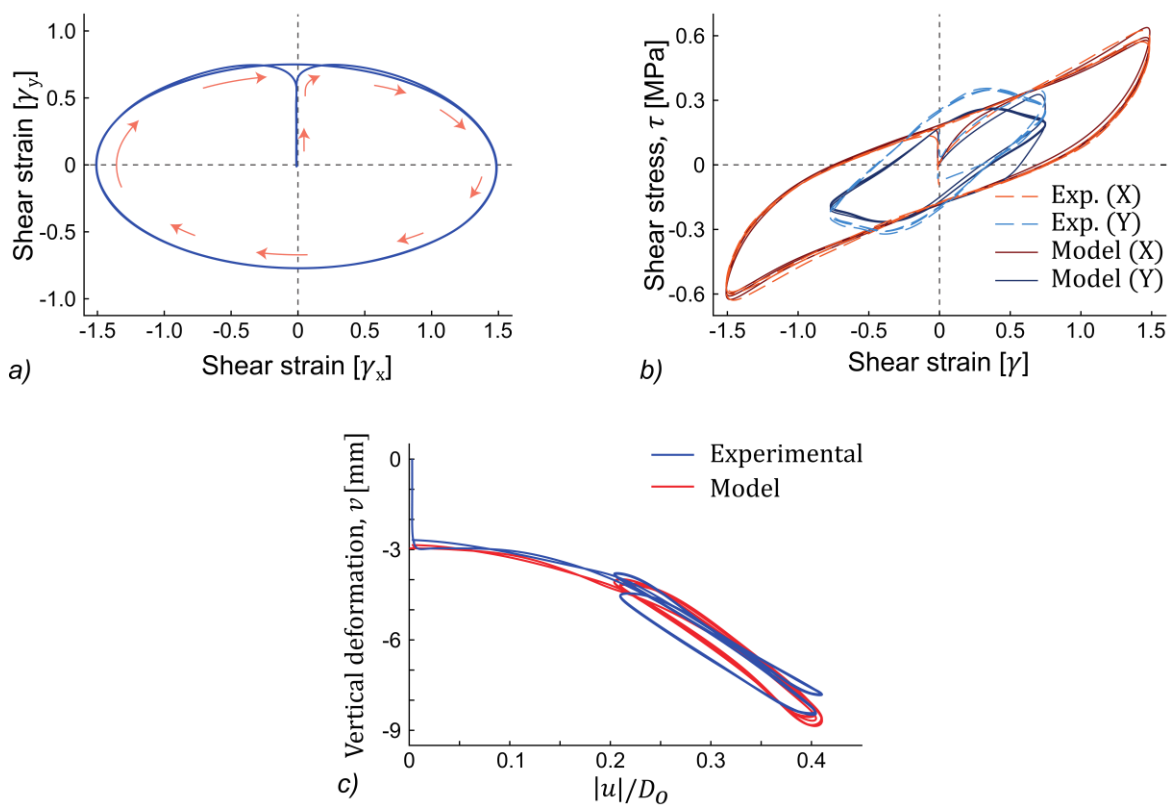 1.0
0.5
0
-0.5
-1.0
Shear strain [γy]
-1.5 -1.0 -0.5 0 0.5 1.0 1.5
Shear strain [γx]
a)
0.6
0.3
0
-0.3
-0.6
Shear stress, τ [MPa]
Exp. (X)
Exp. (Y)
Model (X)
Model (Y)
-1.5 -1.0 -0.5 0 0.5 1.0 1.5
Shear strain [γ]
b)
0
-3
-6
-9
Vertical deformation, v [mm]
Experimental
Model
0 0.1 0.2 0.3 0.4
|u|/DO
c)